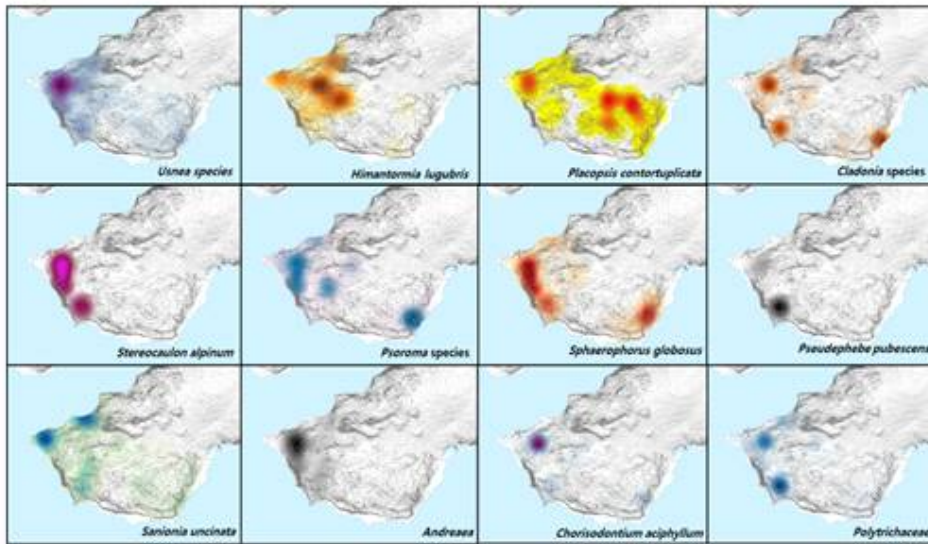 Usnea species
Himantormia lugubris
Placopsis contortuplicata
Cladonia species
Stereocaulon alpinum
Psoroma species
Sphaerophorus globosus
Pseudephebe pubescens
Sanionia uncinata
Andreaea
Chorisodontium aciphyllum
Polytrichaceae